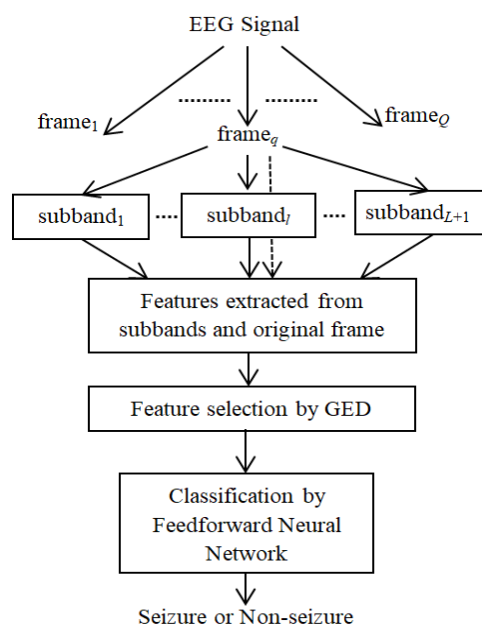 EEG Signal
frame₁
frameQ
frameq
subband₁
subbandₗ
subbandL+1
Features extracted from
subbands and original frame
Feature selection by GED
Classification by
Feedforward Neural
Network
Seizure or Non-seizure